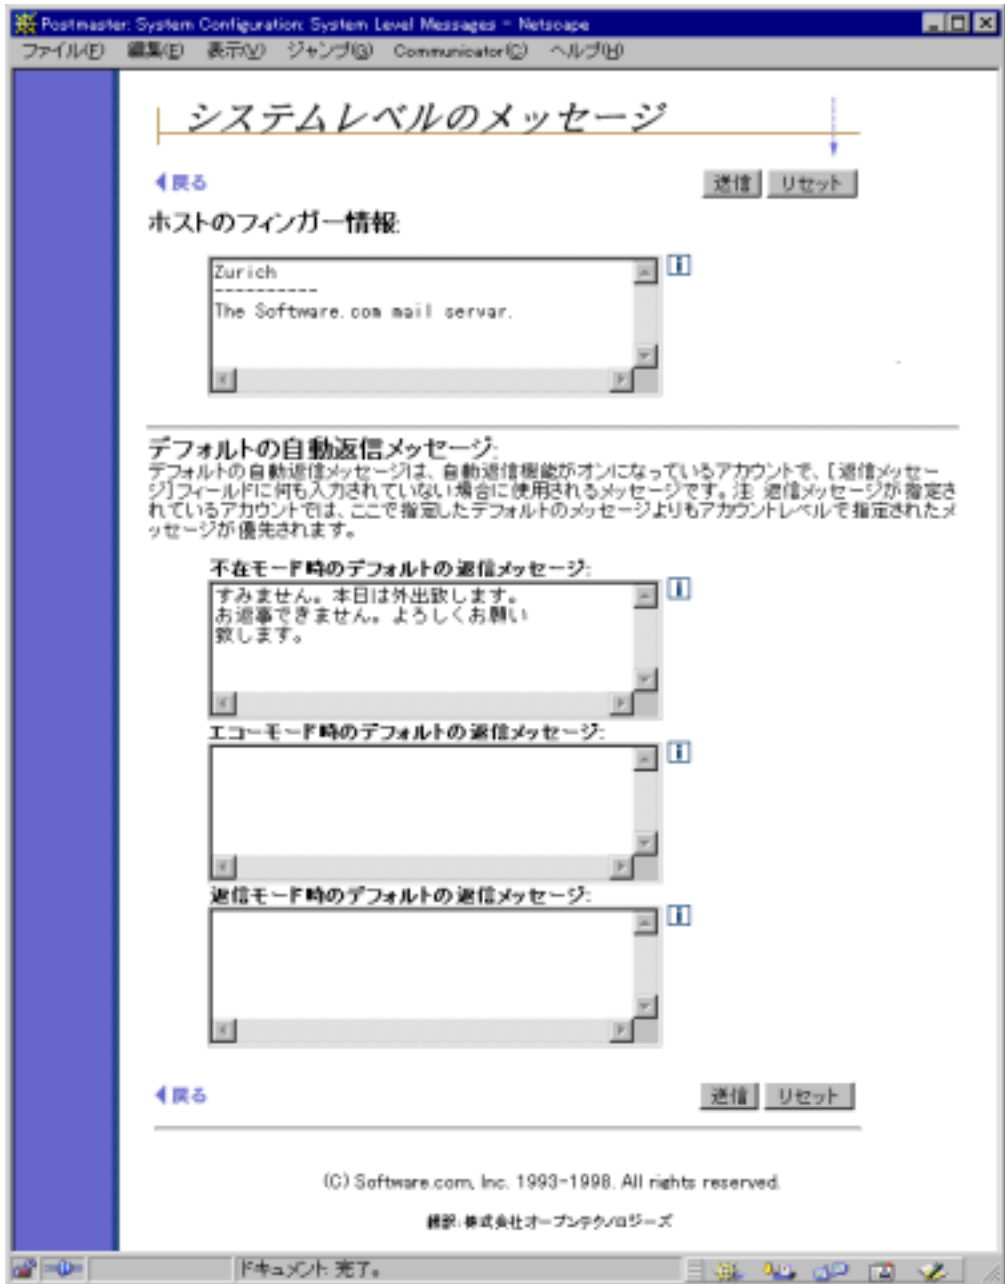 Postmaster: System Configuration: System Level Messages - Netscape
ファイル(F) 編集(E) 表示(V) ジャンプ(G) Communicator(C) ヘルプ(H)
システムレベルのメッセージ
戻る 送信 リセット
ホストのフィンガー情報:
Zurich
----------
The Software.com mail servar.
デフォルトの自動返信メッセージ:
デフォルトの自動返信メッセージは、自動返信機能がオンになっているアカウントで、[返信メッセー
ジ]フィールドに何も入力されていない場合に使用されるメッセージです。注: 返信メッセージが指定さ
れているアカウントでは、ここで指定したデフォルトのメッセージよりもアカウントレベルで指定されたメ
ッセージが優先されます。
不在モード時のデフォルトの返信メッセージ:
すみません。本日は外出致します。
お返事できません。よろしくお願い
致します。
エコーモード時のデフォルトの返信メッセージ:
返信モード時のデフォルトの返信メッセージ:
戻る 送信 リセット
(C) Software.com, Inc. 1993-1998. All rights reserved.
翻訳:株式会社オープンテクノロジーズ
ドキュメント: 完了。